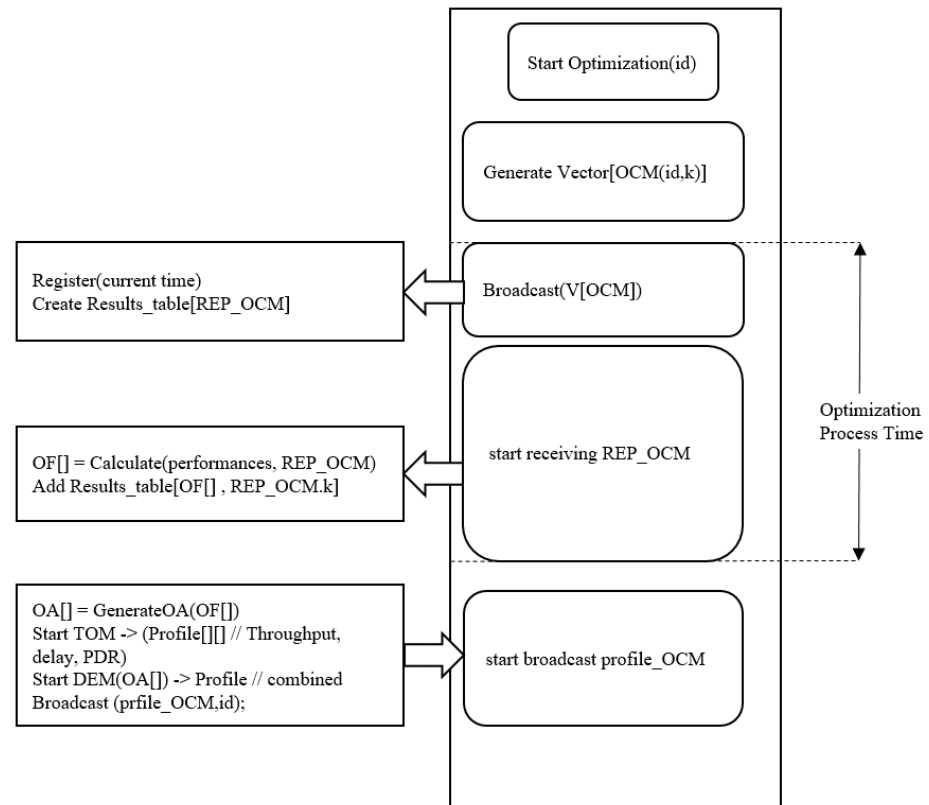 Start Optimization(id)
Generate Vector[OCM(id,k)]
Register(current time)
Create Results_table[REP_OCM]
Broadcast(V[OCM])
Optimization
Process Time
OF[] = Calculate(performances, REP_OCM)
Add Results_table[OF[] , REP_OCM.k]
start receiving REP_OCM
OA[] = GenerateOA(OF[])
Start TOM -> (Profile[][] // Throughput,
delay, PDR)
Start DEM(OA[]) -> Profile // combined
Broadcast (prfile_OCM,id);
start broadcast profile_OCM